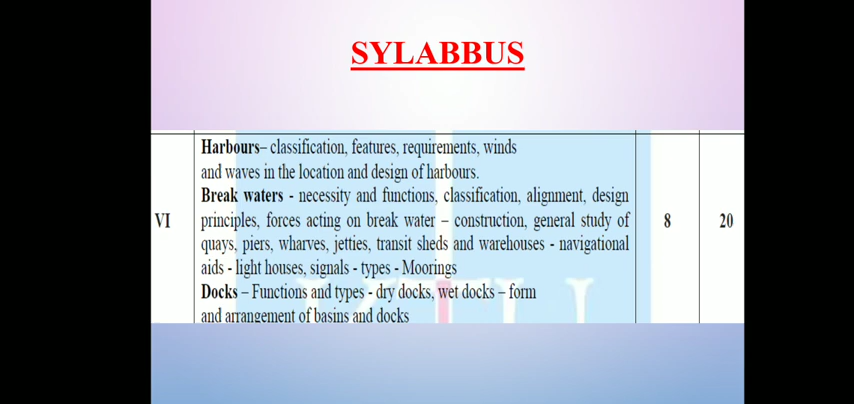 SYLABBUS
Harbours– classification, features, requirements, winds
and waves in the location and design of harbours.
Break waters - necessity and functions, classification, alignment, design
principles, forces acting on break water – construction, general study of
VI 8 20
quays, piers, wharves, jetties, transit sheds and warehouses - navigational
aids - light houses, signals - types - Moorings
Docks – Functions and types - dry docks, wet docks – form
and arrangement of basins and docks